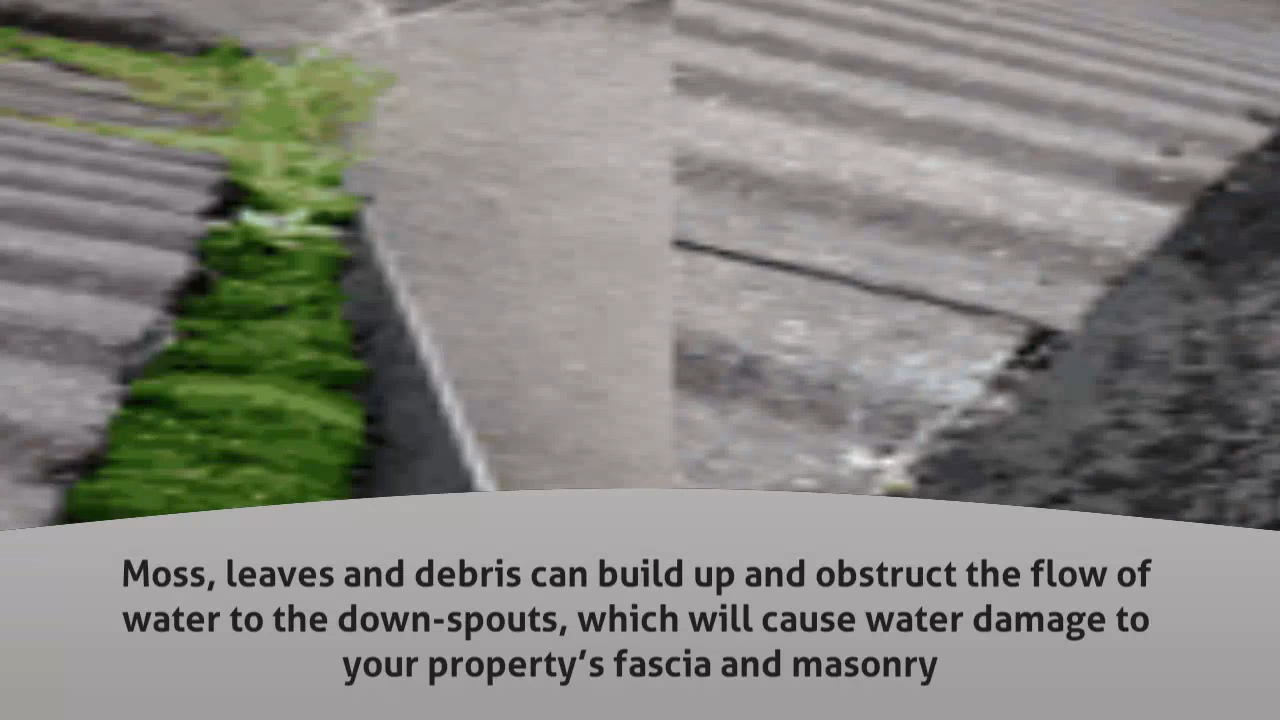 Moss, leaves and debris can build up and obstruct the flow of
water to the down-spouts, which will cause water damage to
your property’s fascia and masonry